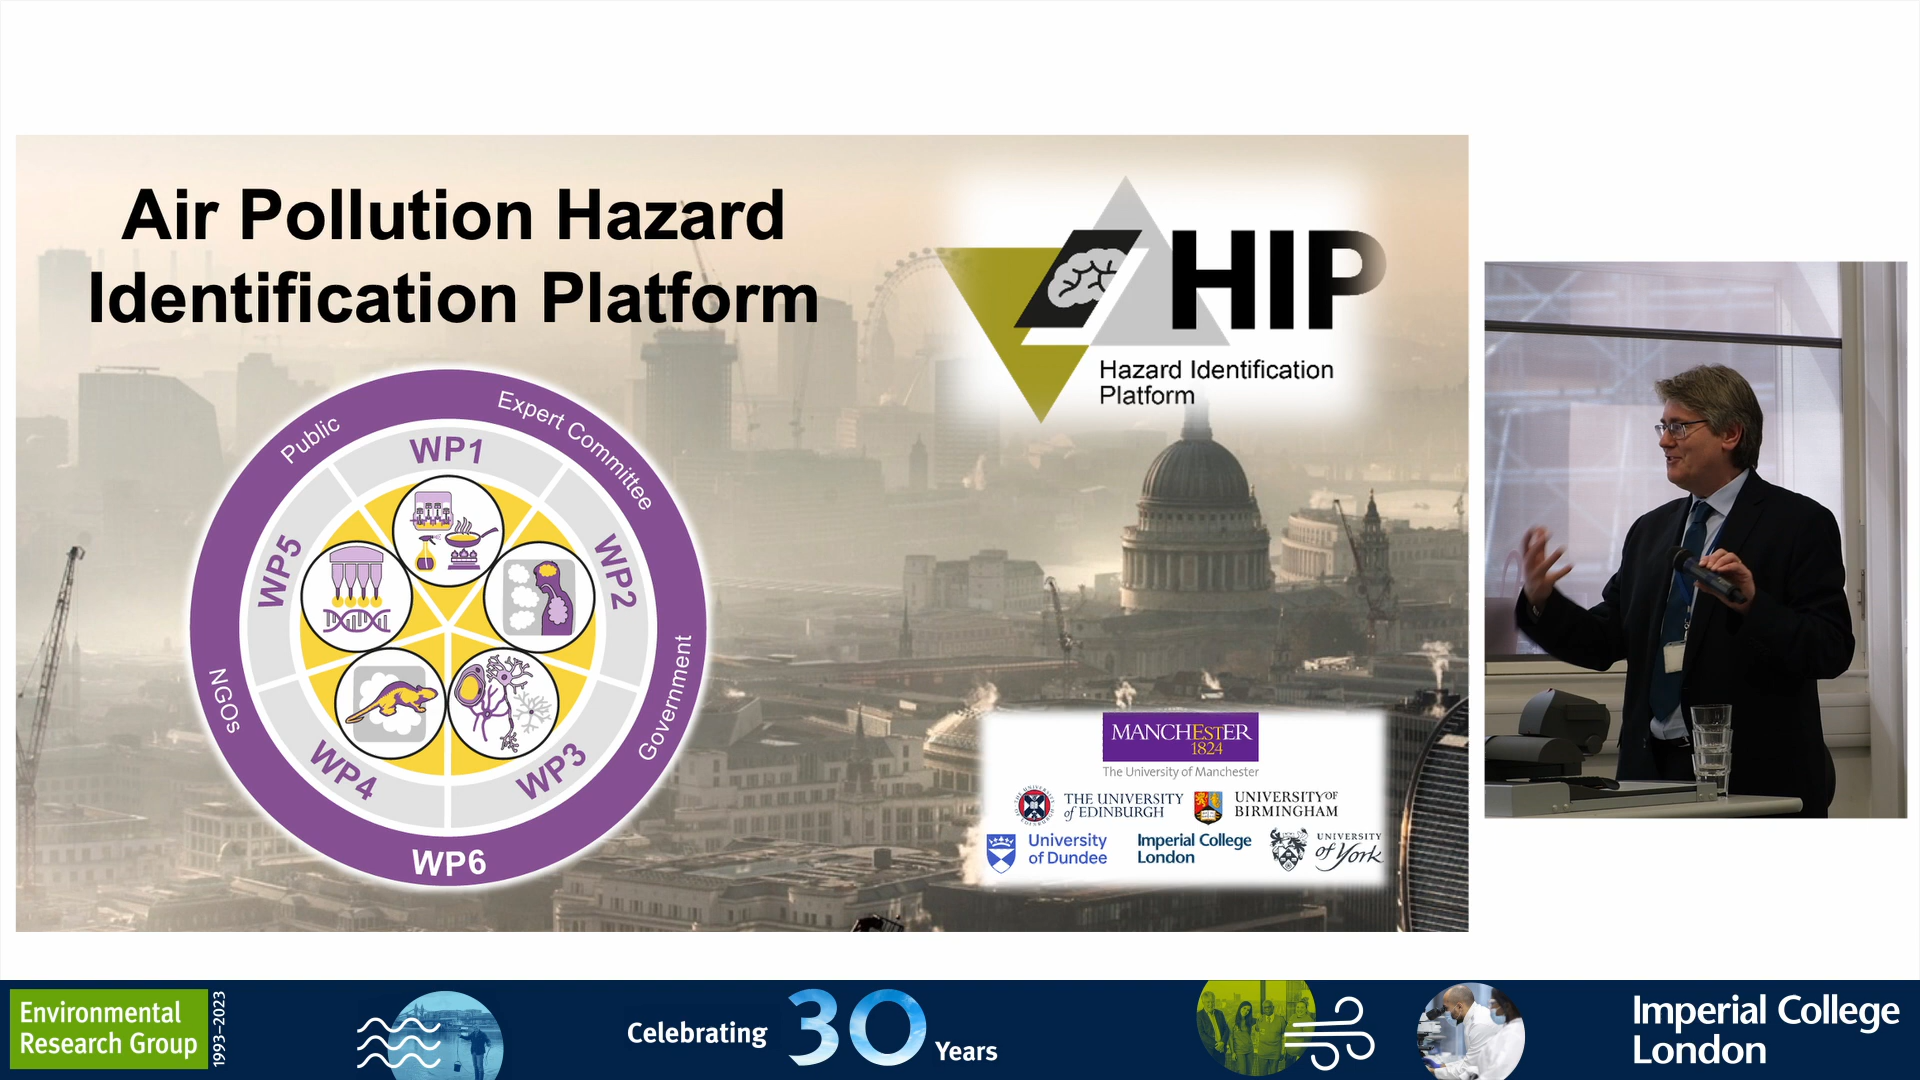 Air Pollution Hazard
Identification Platform
HIP
Hazard Identification
Platform
Public
Expert Committee
WP1
WP2
WP5
Government
NGOs
WP4
WP3
WP6
MANCHESTER
1824
The University of Manchester
THE UNIVERSITY
of EDINBURGH
UNIVERSITY OF
BIRMINGHAM
University
of Dundee
Imperial College
London
UNIVERSITY
of York
Environmental
Research Group
1993–2023
Celebrating
30
Years
Imperial College
London